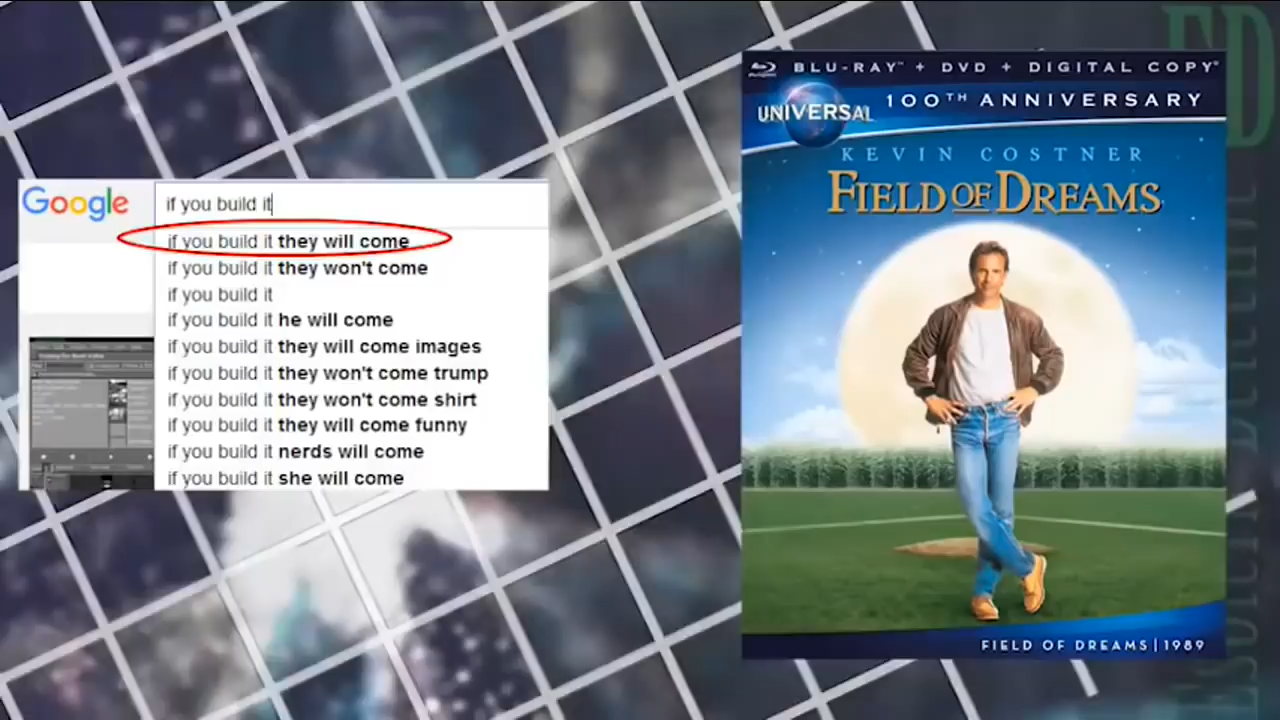 Google
if you build it
if you build it they will come
if you build it they won't come
if you build it
if you build it he will come
if you build it they will come images
if you build it they won't come trump
if you build it they won't come shirt
if you build it they will come funny
if you build it nerds will come
if you build it she will come
BLU-RAY™ + DVD + DIGITAL COPY
UNIVERSAL
100TH ANNIVERSARY
KEVIN COSTNER
FIELD OF DREAMS
FIELD OF DREAMS | 1989
ED